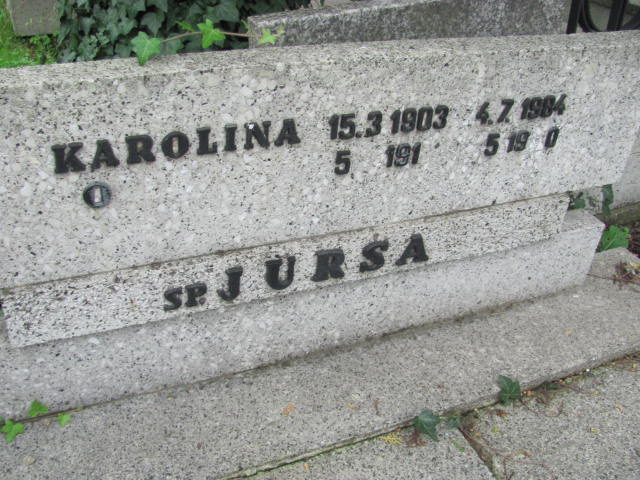 KAROLINA 15.3 1903 4.7.1984
O 5 191 5 19 0
SP. JURSA